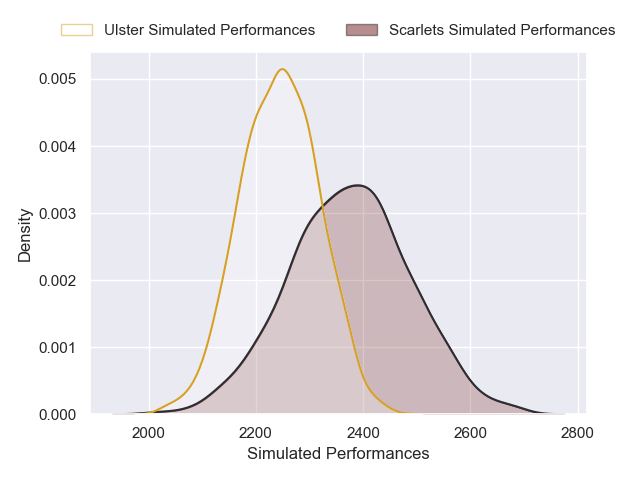 Ulster Simulated Performances Scarlets Simulated Performances
0.005
0.004
0.003
0.002
0.001
0.000
2000 2200 2400 2600 2800
Density
Simulated Performances